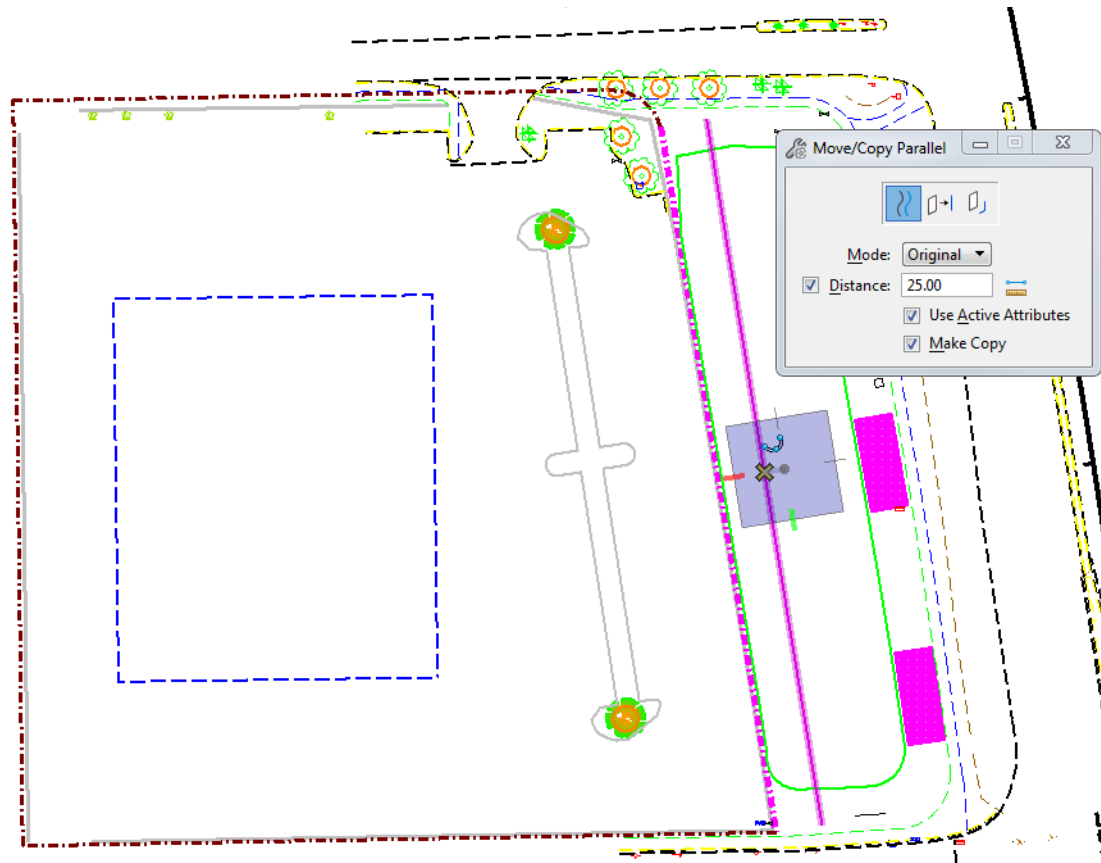 Move/Copy Parallel
Mode: Original
Distance: 25.00
Use Active Attributes
Make Copy